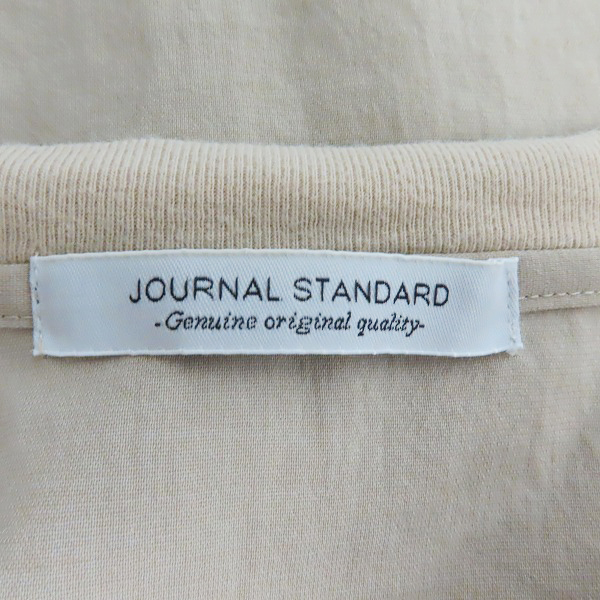 JOURNAL STANDARD
-Genuine original quality-